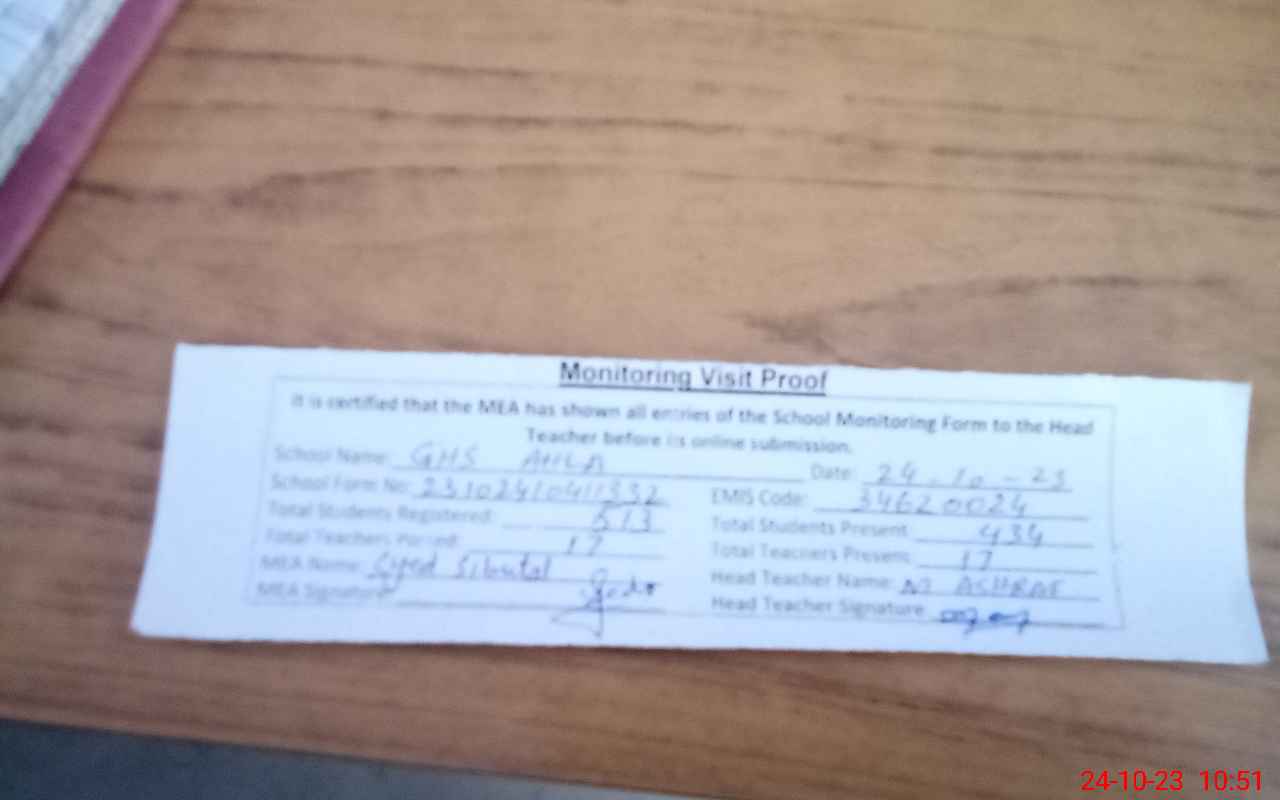 Monitoring Visit Proof
It is certified that the MEA has shown all entries of the School Monitoring Form to the Head
Teacher before its online submission.
School Name: GHS AHLA Date: 24-10-23
School Form No: 23102410411332 EMIS Code: 34620024
Total Students Registered: 513 Total Students Present: 434
Total Teachers Posted: 17 Total Teachers Present: 17
MEA Name: Syed Head Teacher Name: M ASHRAF
MEA Signature: Head Teacher Signature
24-10-23 10:51